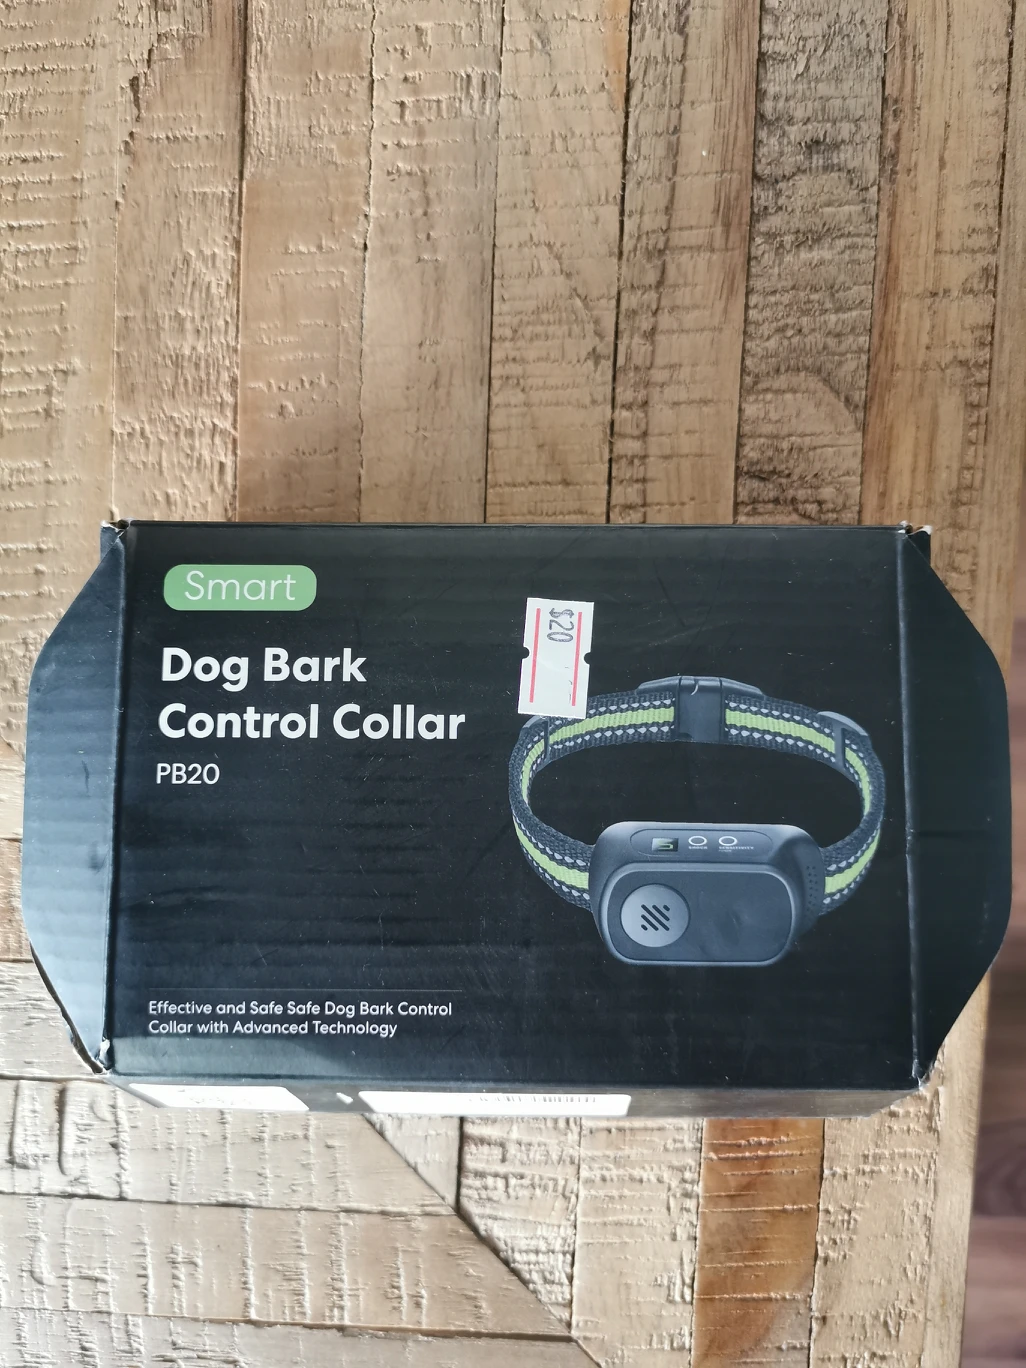 Smart
$20
Dog Bark
Control Collar
PB20
Effective and Safe Safe Dog Bark Control
Collar with Advanced Technology